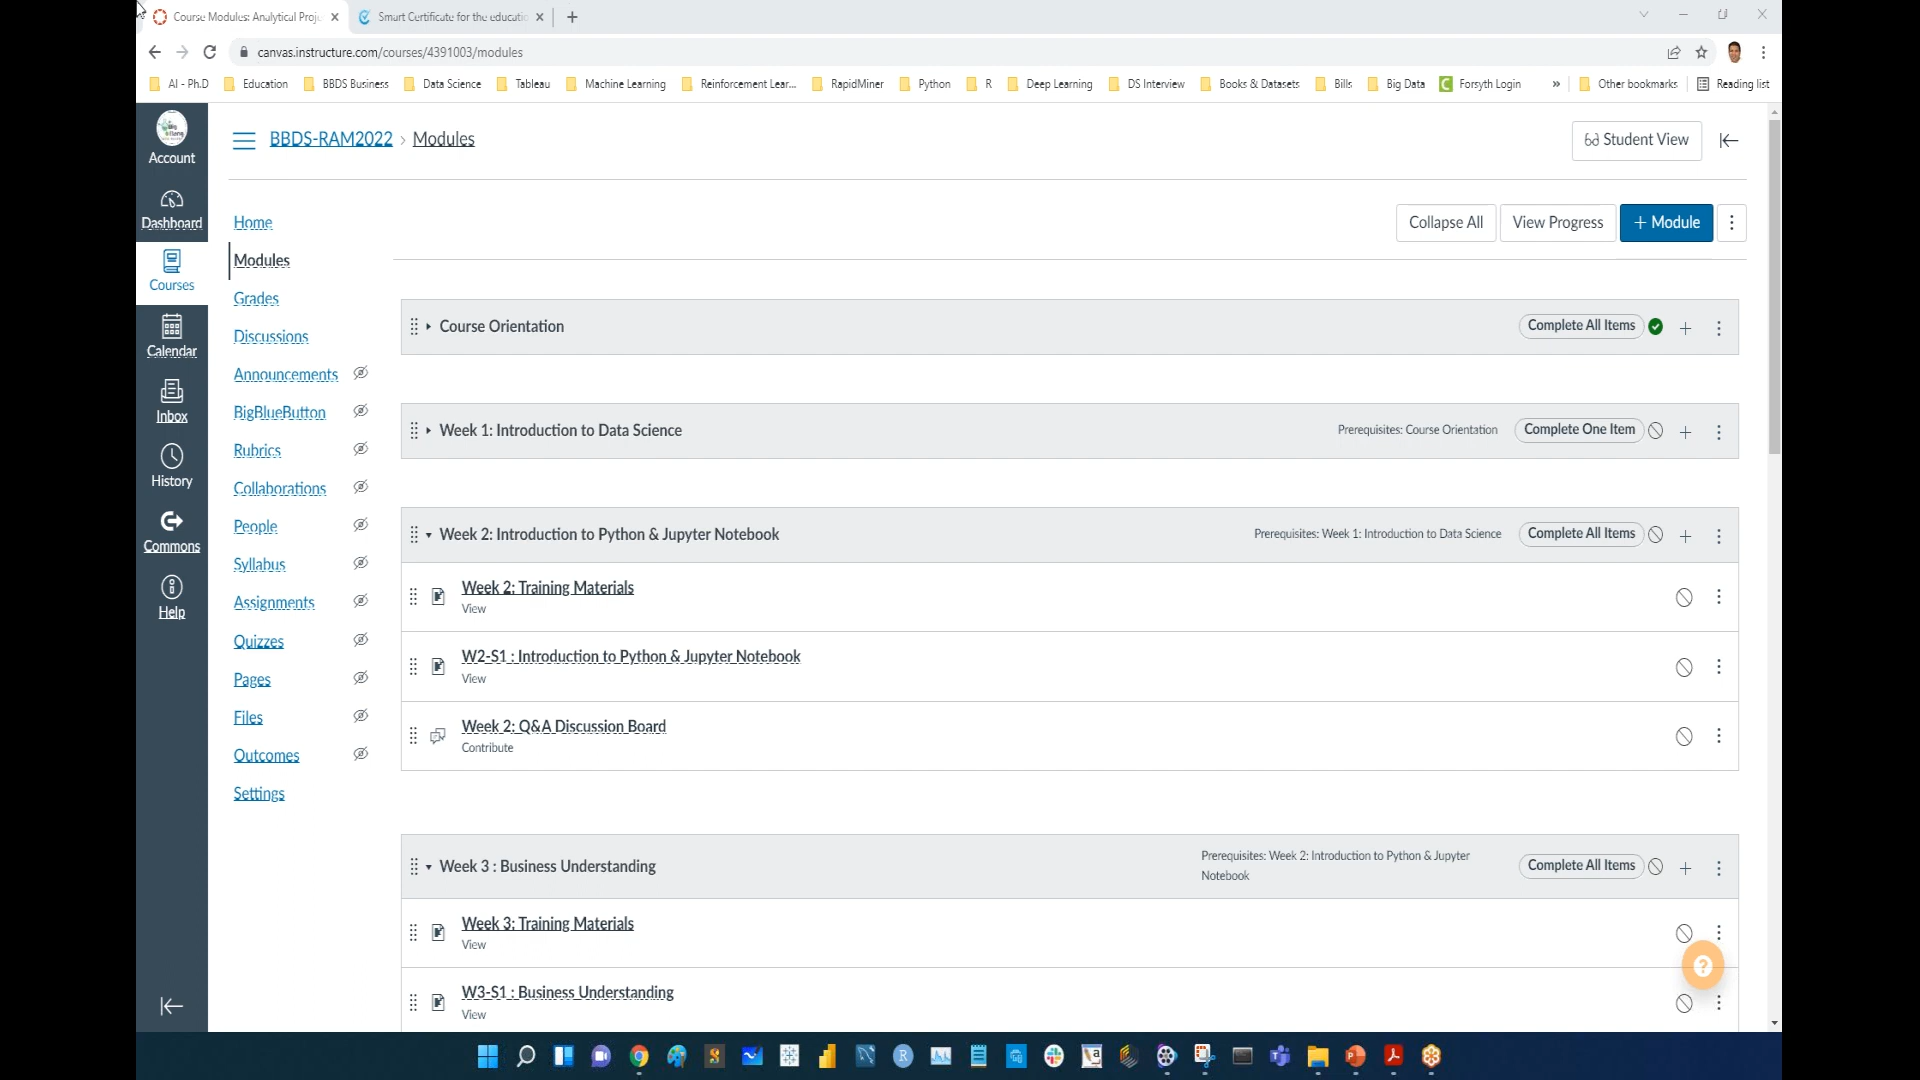 Course Modules: Analytical Proje
Smart Certificate for the educatio
canvas.instructure.com/courses/4391003/modules
AI - Ph.D
Education
BBDS Business
Data Science
Tableau
Machine Learning
Reinforcement Lear...
RapidMiner
Python
R
Deep Learning
DS Interview
Books & Datasets
Bills
Big Data
Forsyth Login
»
Other bookmarks
Reading list
Account
Dashboard
Courses
Calendar
Inbox
History
Commons
Help
BBDS-RAM2022 › Modules
Student View
Home
Modules
Grades
Discussions
Announcements
BigBlueButton
Rubrics
Collaborations
People
Syllabus
Assignments
Quizzes
Pages
Files
Outcomes
Settings
Collapse All
View Progress
+ Module
Course Orientation
Complete All Items
Week 1: Introduction to Data Science
Prerequisites: Course Orientation
Complete One Item
Week 2: Introduction to Python & Jupyter Notebook
Prerequisites: Week 1: Introduction to Data Science
Complete All Items
Week 2: Training Materials
View
W2-S1 : Introduction to Python & Jupyter Notebook
View
Week 2: Q&A Discussion Board
Contribute
Week 3 : Business Understanding
Prerequisites: Week 2: Introduction to Python & Jupyter
Notebook
Complete All Items
Week 3: Training Materials
View
W3-S1 : Business Understanding
View